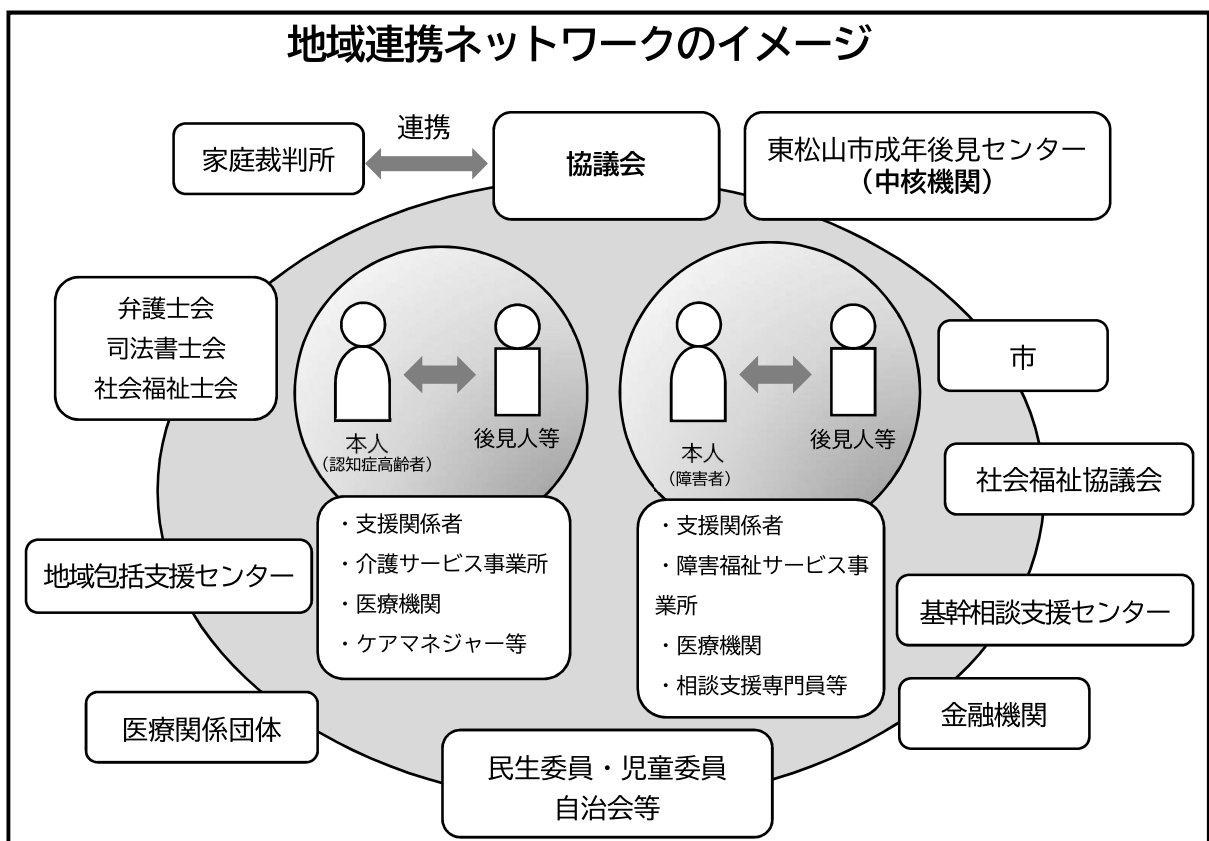 地域連携ネットワークのイメージ
家庭裁判所
連携
協議会
東松山市成年後見センター
（中核機関）
弁護士会
司法書士会
社会福祉士会
本人
（認知症高齢者）
後見人等
本人
（障害者）
後見人等
市
社会福祉協議会
・支援関係者
・介護サービス事業所
・医療機関
・ケアマネジャー等
・支援関係者
・障害福祉サービス事
業所
・医療機関
・相談支援専門員等
地域包括支援センター
基幹相談支援センター
医療関係団体
金融機関
民生委員・児童委員
自治会等